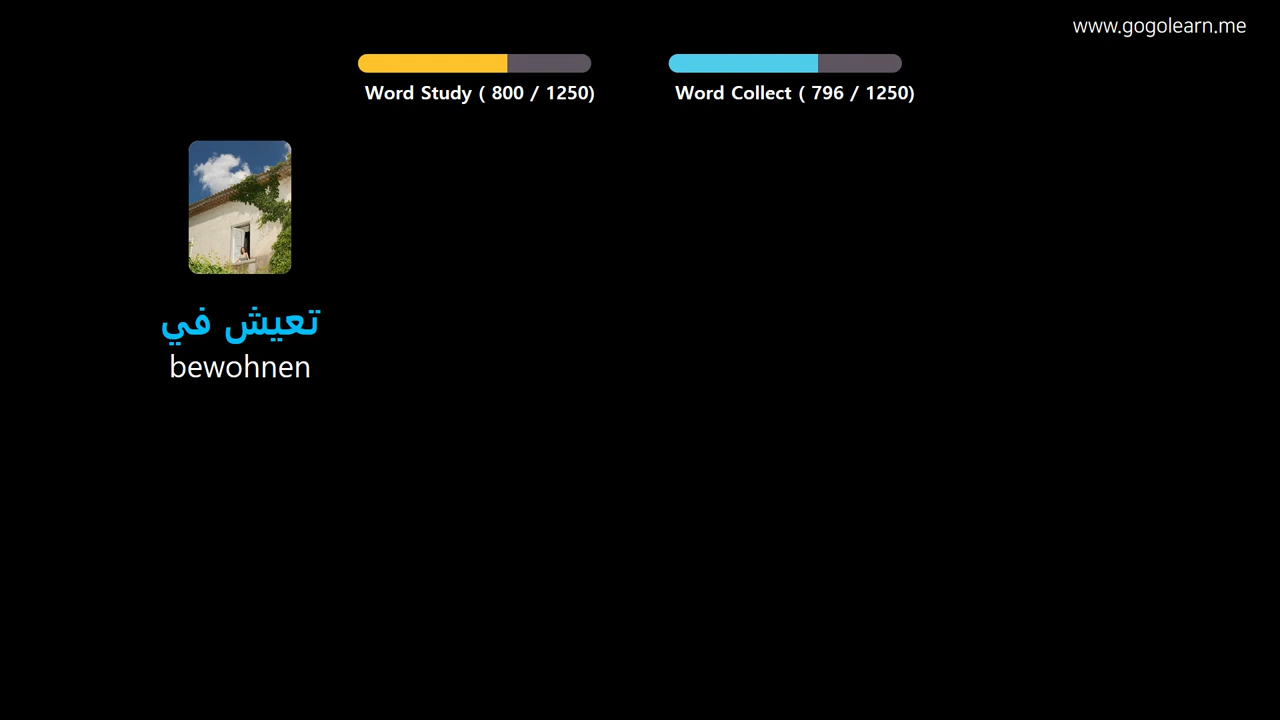 www.gogolearn.me
Word Study ( 800 / 1250)
Word Collect ( 796 / 1250)
تعيش في
bewohnen